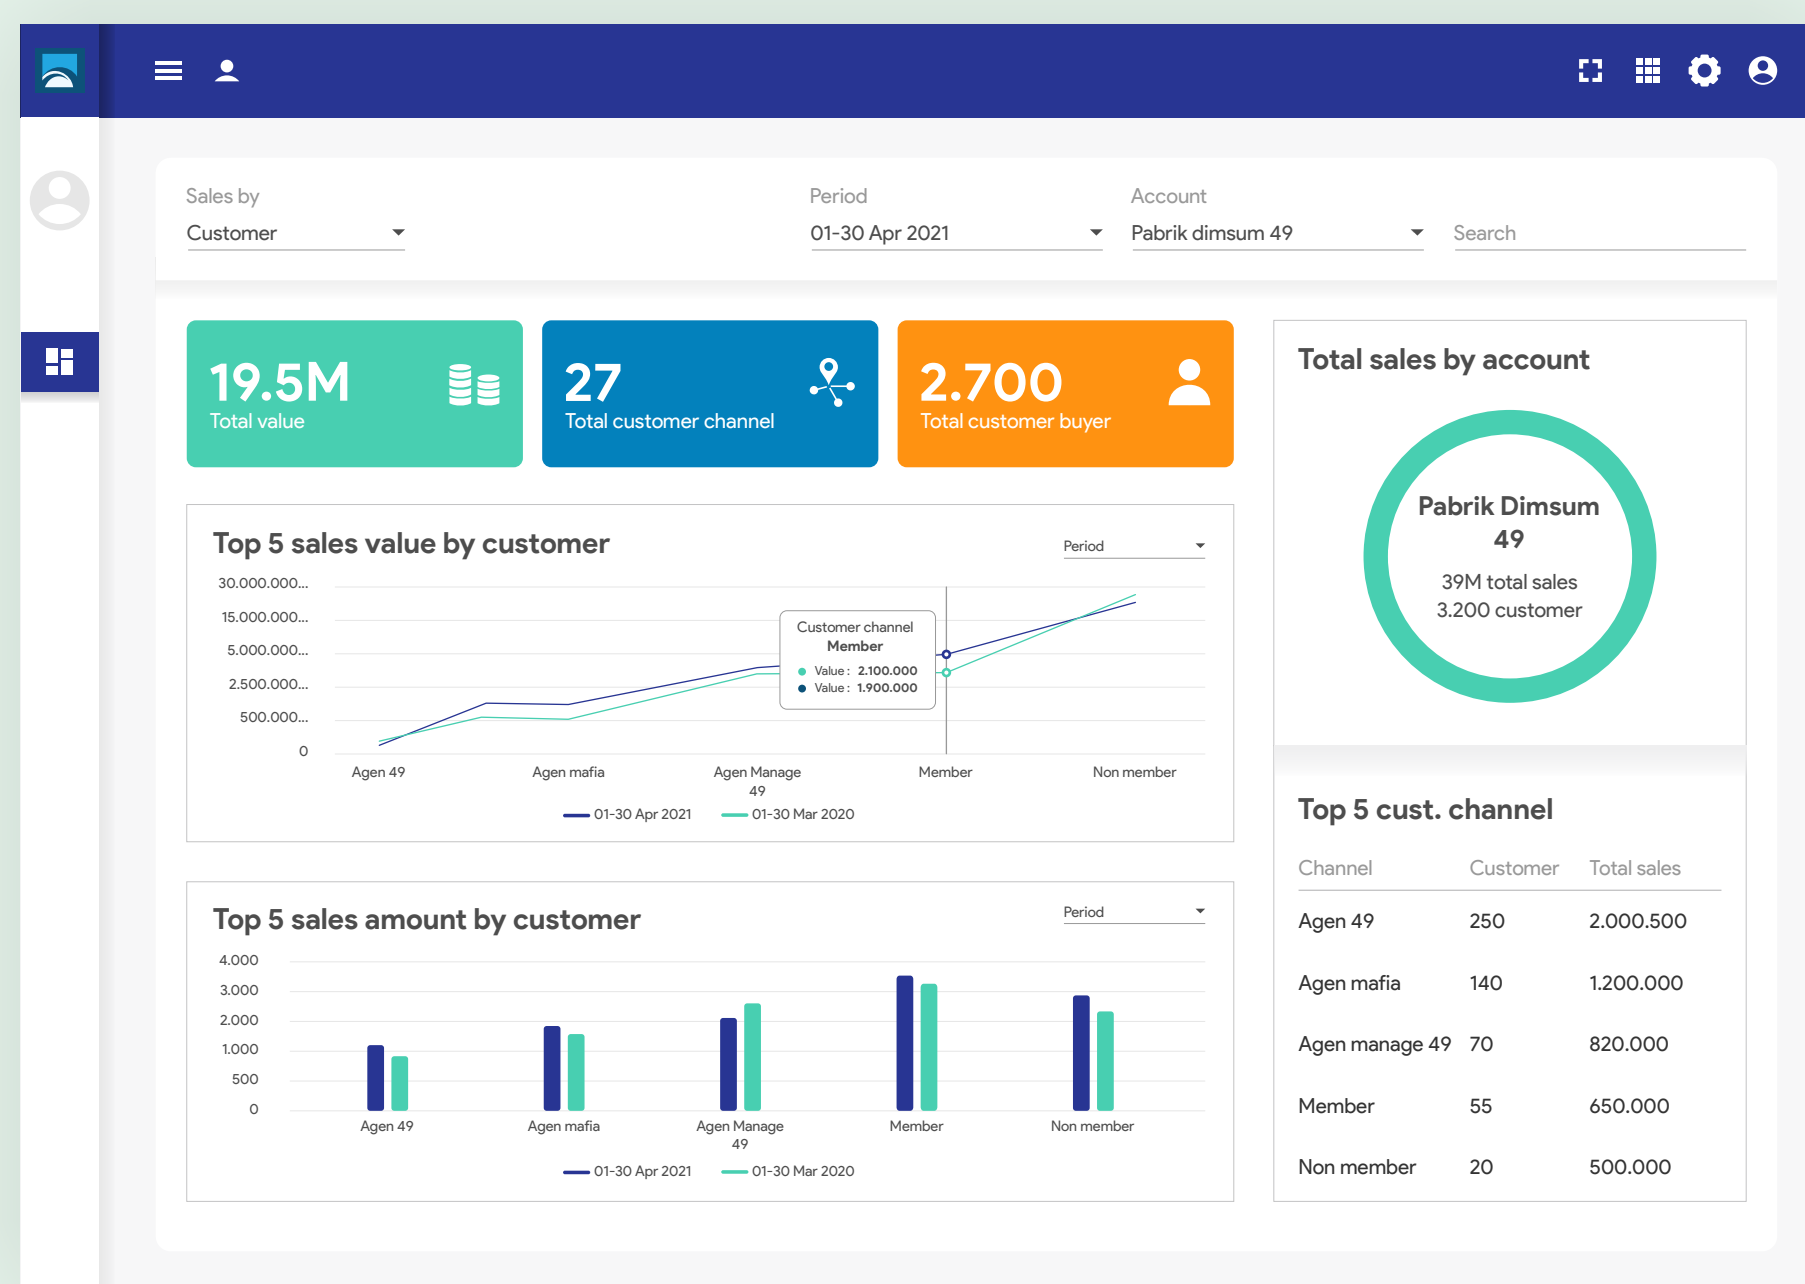 Sales by
Customer
Period
01-30 Apr 2021
Account
Pabrik dimsum 49
Search
19.5M
Total value
27
Total customer channel
2.700
Total customer buyer
Top 5 sales value by customer
Period
30.000.000...
15.000.000...
5.000.000...
2.500.000...
500.000...
0
Customer channel
Member
Value : 2.100.000
Value : 1.900.000
Agen 49
Agen mafia
Agen Manage
49
Member
Non member
01-30 Apr 2021
01-30 Mar 2020
Top 5 sales amount by customer
Period
4.000
3.000
2.000
1.000
500
0
Agen 49
Agen mafia
Agen Manage
49
Member
Non member
01-30 Apr 2021
01-30 Mar 2020
Total sales by account
Pabrik Dimsum
49
39M total sales
3.200 customer
Top 5 cust. channel
Channel Customer Total sales
Agen 49 250 2.000.500
Agen mafia 140 1.200.000
Agen manage 49 70 820.000
Member 55 650.000
Non member 20 500.000